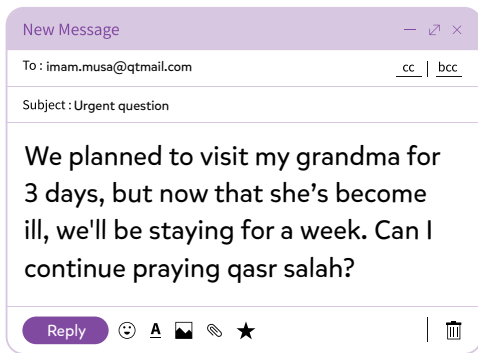 New Message
To : imam.musa@qtmail.com cc bcc
Subject : Urgent question
We planned to visit my grandma for
3 days, but now that she’s become
ill, we'll be staying for a week. Can I
continue praying qasr salah?
Reply A